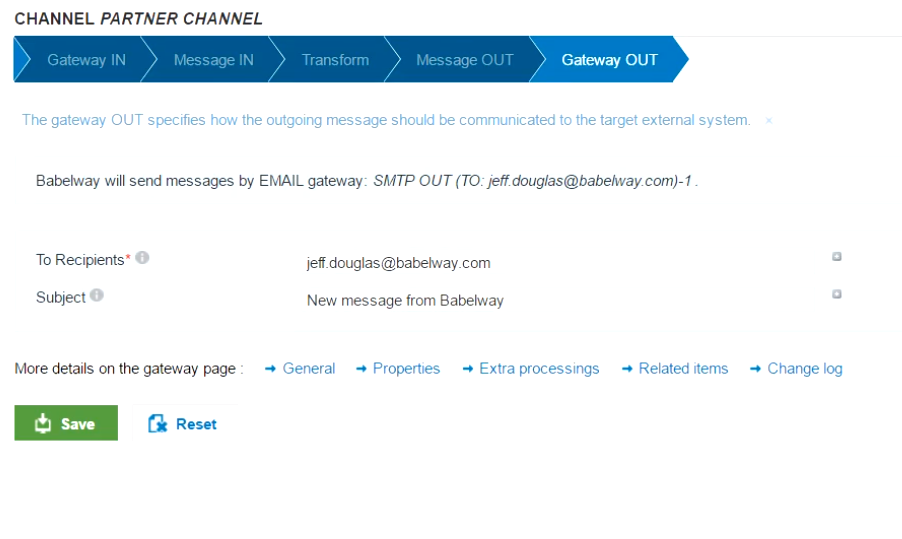 CHANNEL PARTNER CHANNEL
Gateway IN Message IN Transform Message OUT Gateway OUT
The gateway OUT specifies how the outgoing message should be communicated to the target external system. ×
Babelway will send messages by EMAIL gateway: SMTP OUT (TO: jeff.douglas@babelway.com)-1 .
To Recipients* jeff.douglas@babelway.com
Subject New message from Babelway
More details on the gateway page : → General → Properties → Extra processings → Related items → Change log
Save Reset